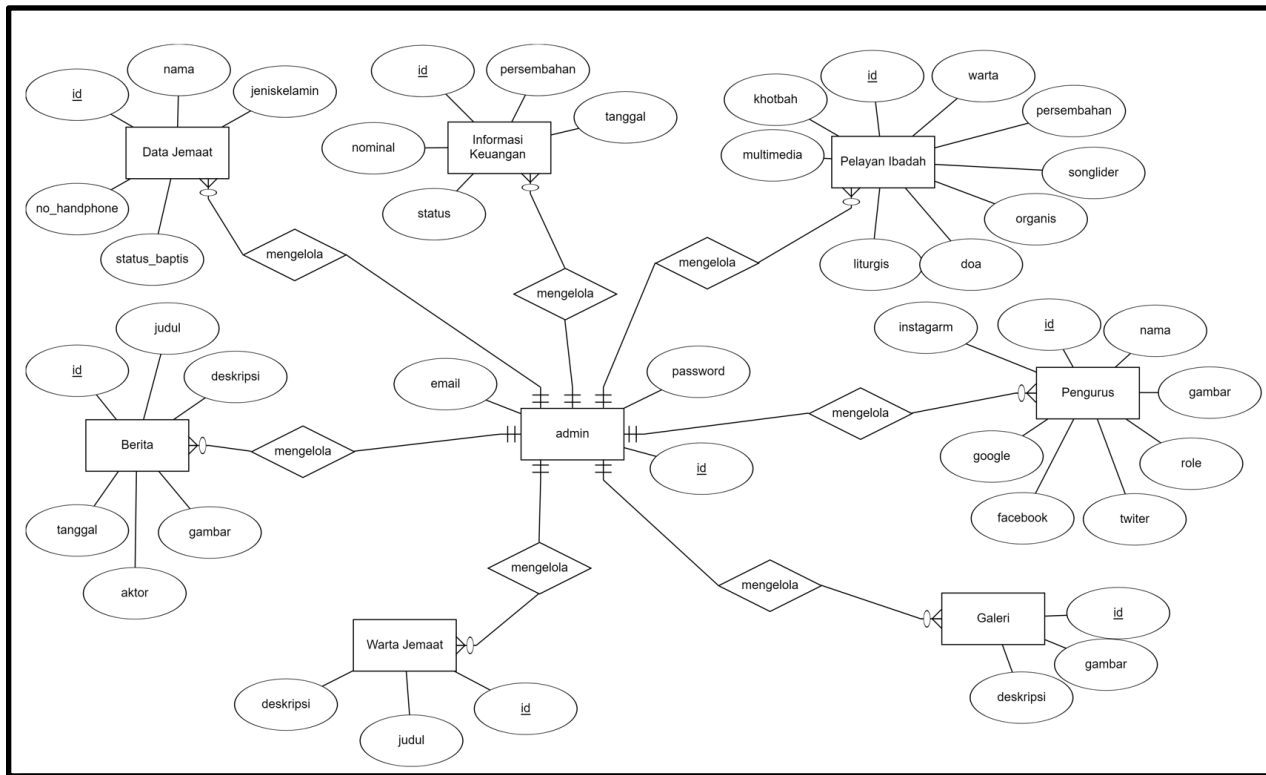 nama
id
jeniskelamin
Data Jemaat
no_handphone
status_baptis
mengelola
id
persembahan
tanggal
Informasi
Keuangan
nominal
status
mengelola
id
warta
khotbah
persembahan
multimedia
Pelayan Ibadah
songlider
organis
liturgis
doa
mengelola
judul
id
deskripsi
Berita
tanggal
gambar
aktor
mengelola
email
password
admin
id
instagarm
id
nama
Pengurus
gambar
google
role
facebook
twiter
mengelola
mengelola
Warta Jemaat
deskripsi
judul
id
mengelola
Galeri
id
gambar
deskripsi